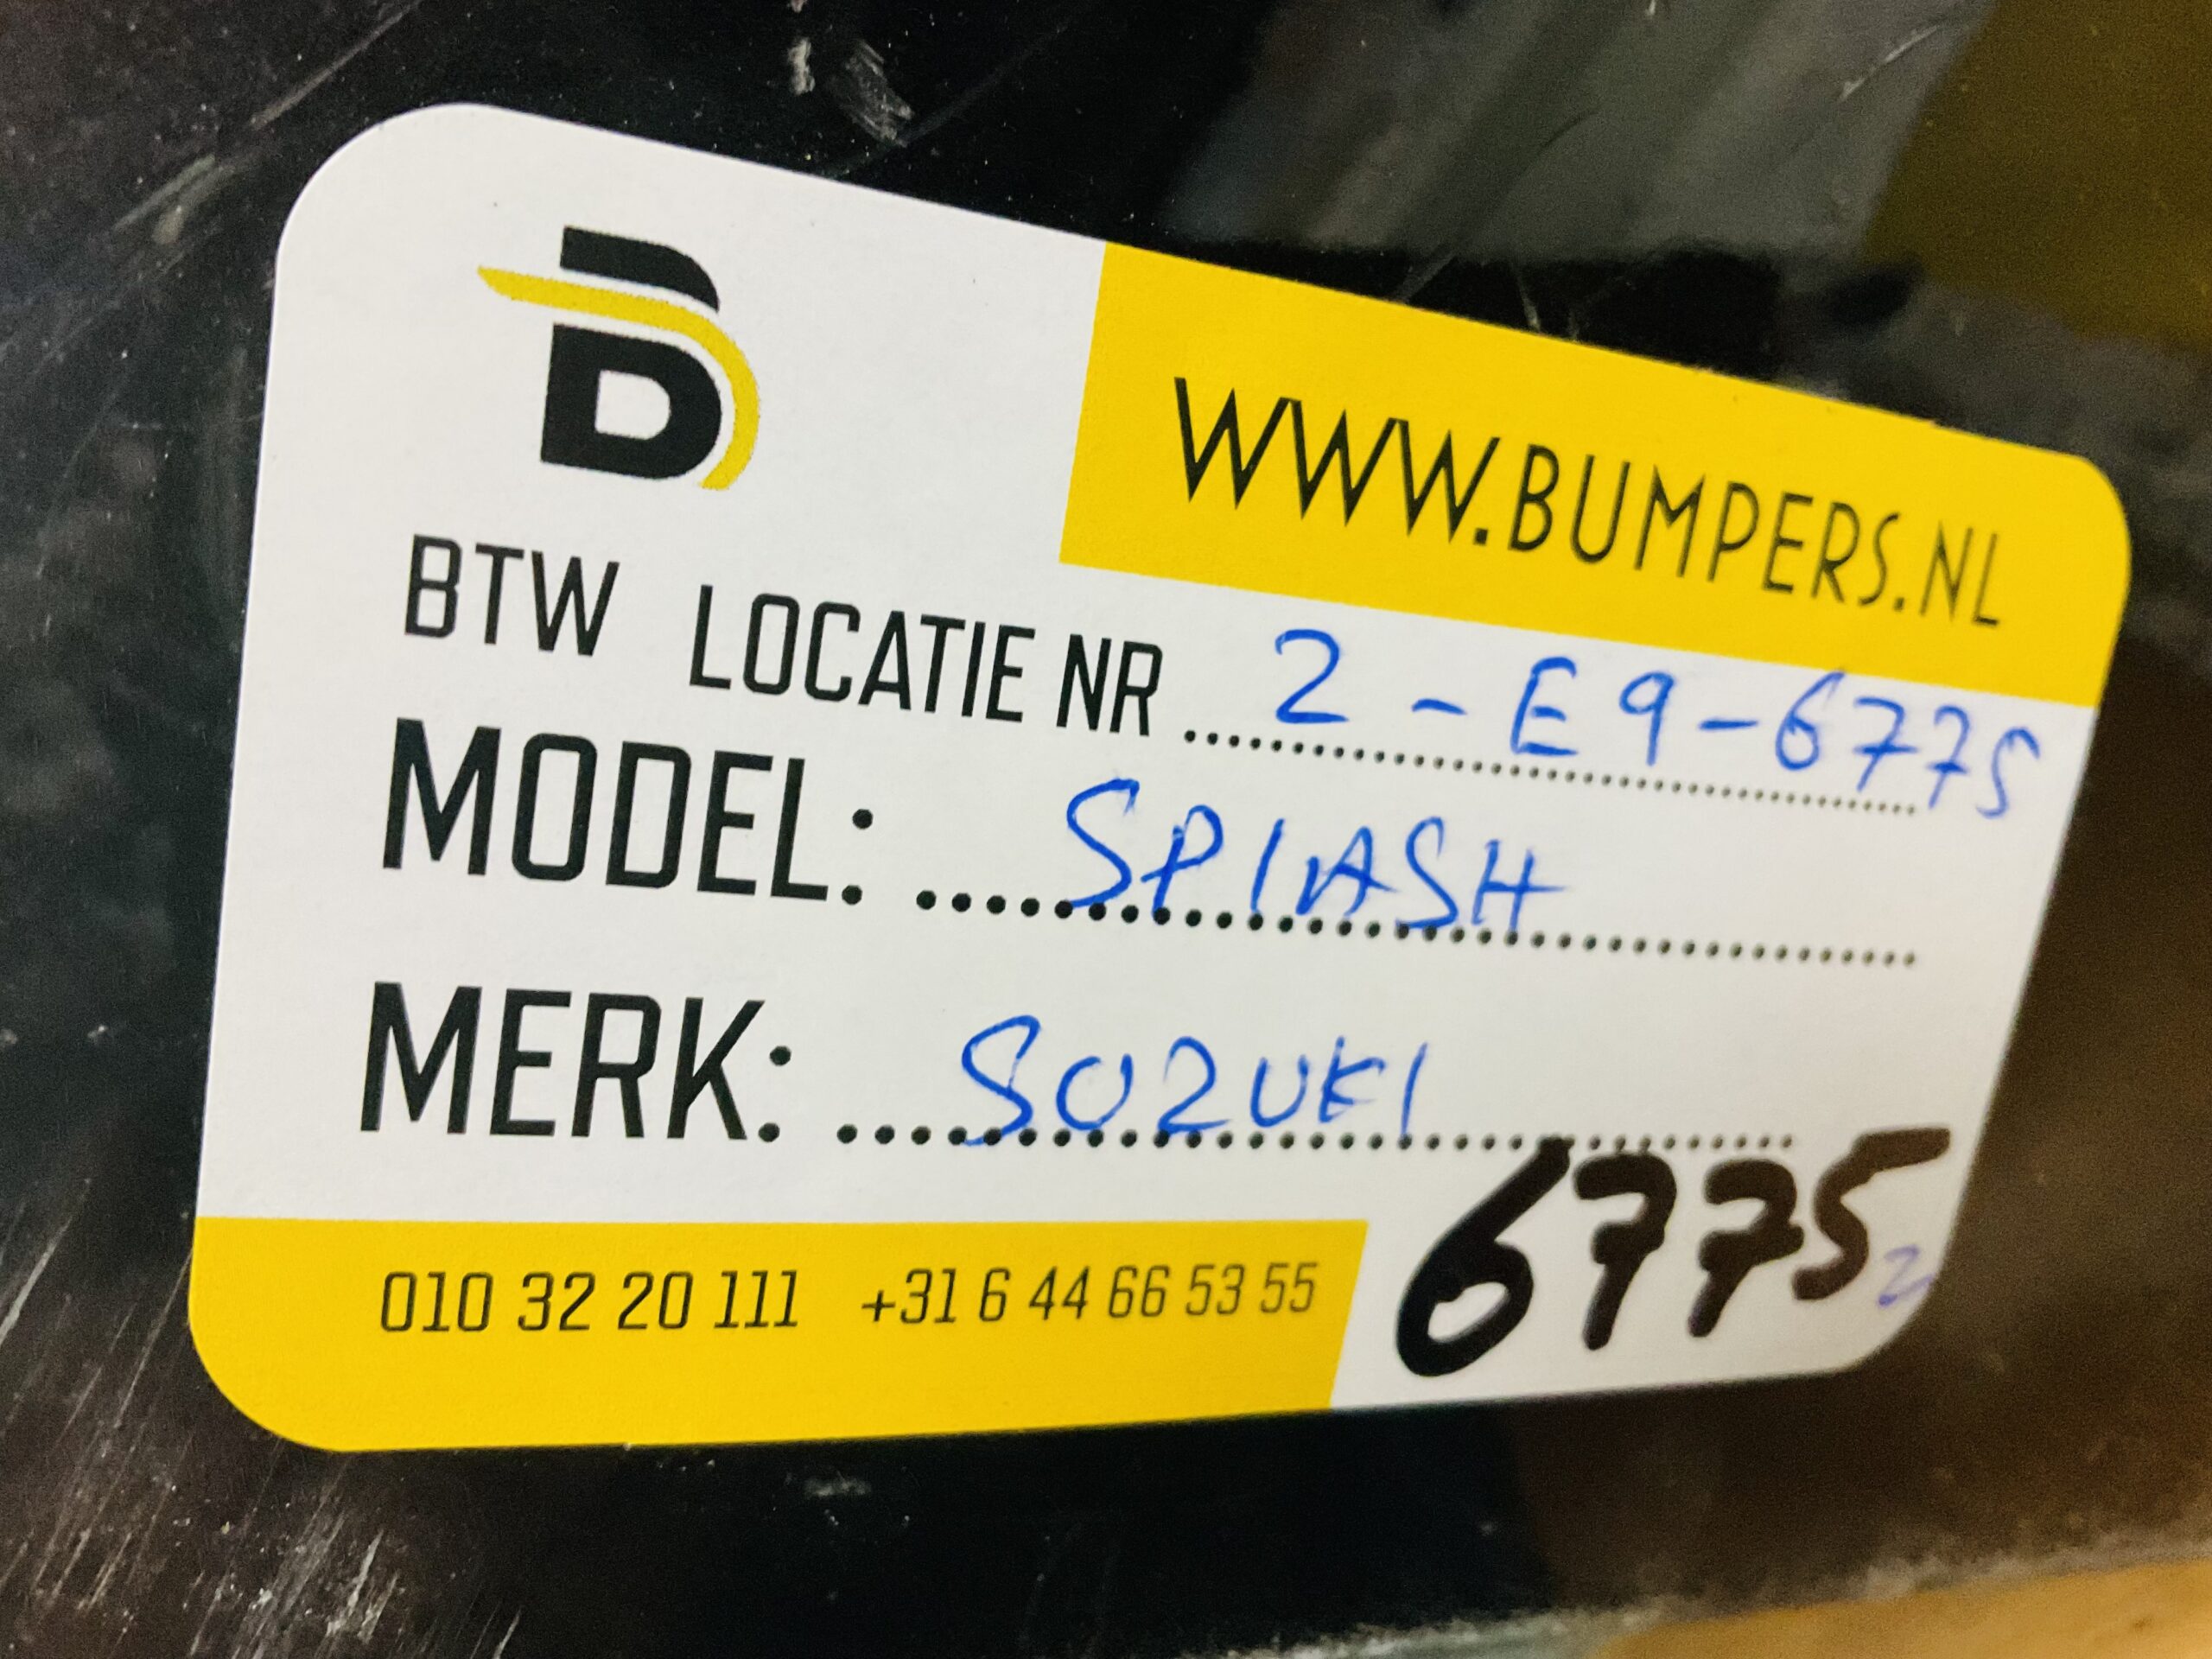 B
WWW.BUMPERS.NL
BTW LOCATIE NR ... 2-E9-6775
MODEL: .... SPLASH
MERK: ... SUZUKI
6775
2
010 32 20 111 +31 6 44 66 53 55